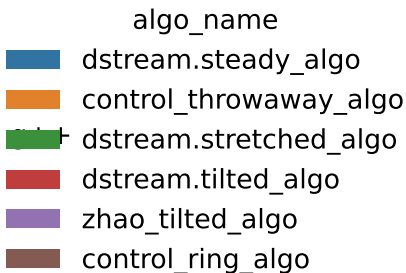 algo_name
dstream.steady_algo
control_throwaway_algo
dstream.stretched_algo
dstream.tilted_algo
zhao_tilted_algo
control_ring_algo